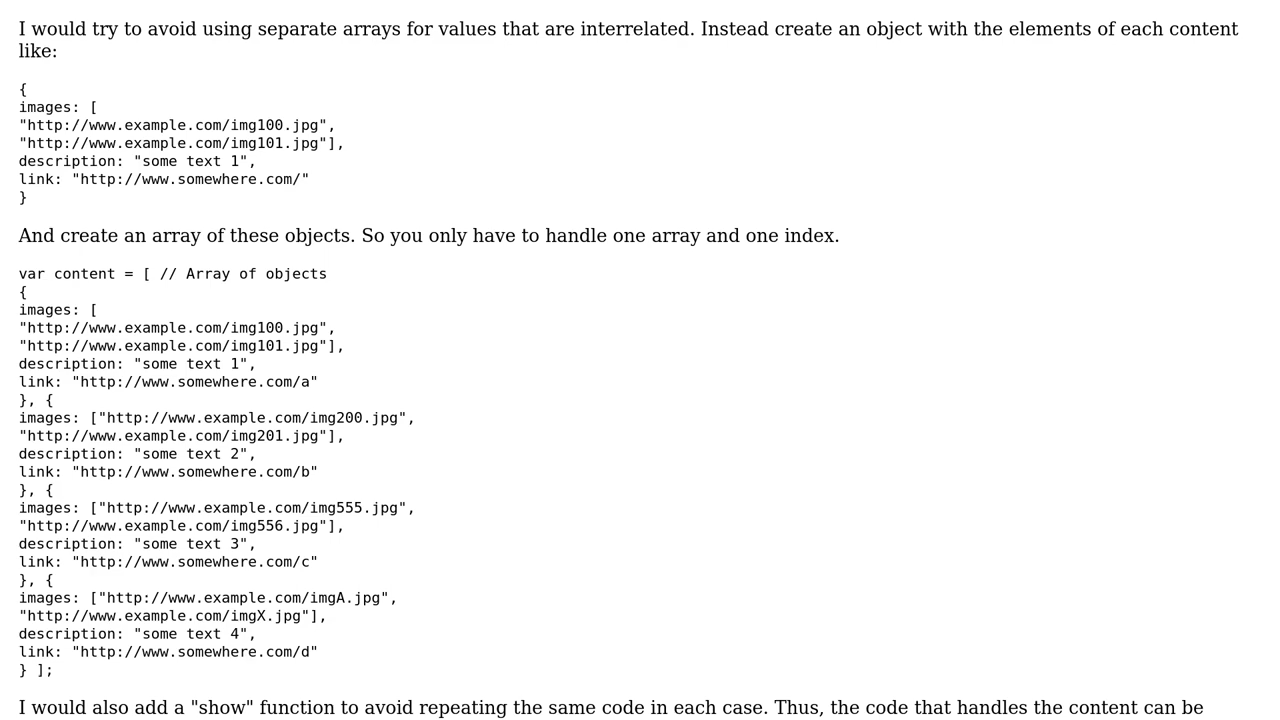 I would try to avoid using separate arrays for values that are interrelated. Instead create an object with the elements of each content
like:
{
images: [
"http://www.example.com/img100.jpg",
"http://www.example.com/img101.jpg"],
description: "some text 1",
link: "http://www.somewhere.com/"
}
And create an array of these objects. So you only have to handle one array and one index.
var content = [ // Array of objects
{
images: [
"http://www.example.com/img100.jpg",
"http://www.example.com/img101.jpg"],
description: "some text 1",
link: "http://www.somewhere.com/a"
}, {
images: ["http://www.example.com/img200.jpg",
"http://www.example.com/img201.jpg"],
description: "some text 2",
link: "http://www.somewhere.com/b"
}, {
images: ["http://www.example.com/img555.jpg",
"http://www.example.com/img556.jpg"],
description: "some text 3",
link: "http://www.somewhere.com/c"
}, {
images: ["http://www.example.com/imgA.jpg",
"http://www.example.com/imgX.jpg"],
description: "some text 4",
link: "http://www.somewhere.com/d"
} ];
I would also add a "show" function to avoid repeating the same code in each case. Thus, the code that handles the content can be